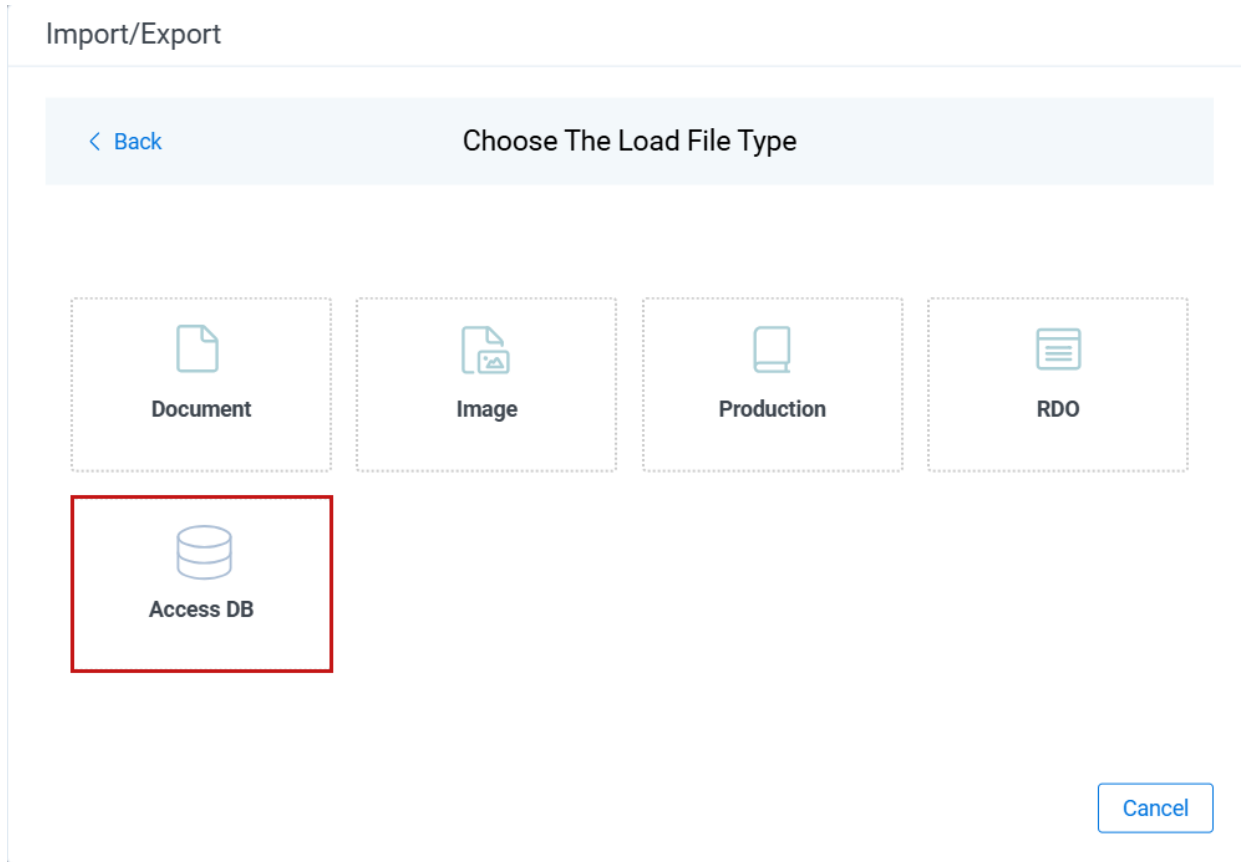 Import/Export
Back
Choose The Load File Type
Document
Image
Production
RDO
Access DB
Cancel